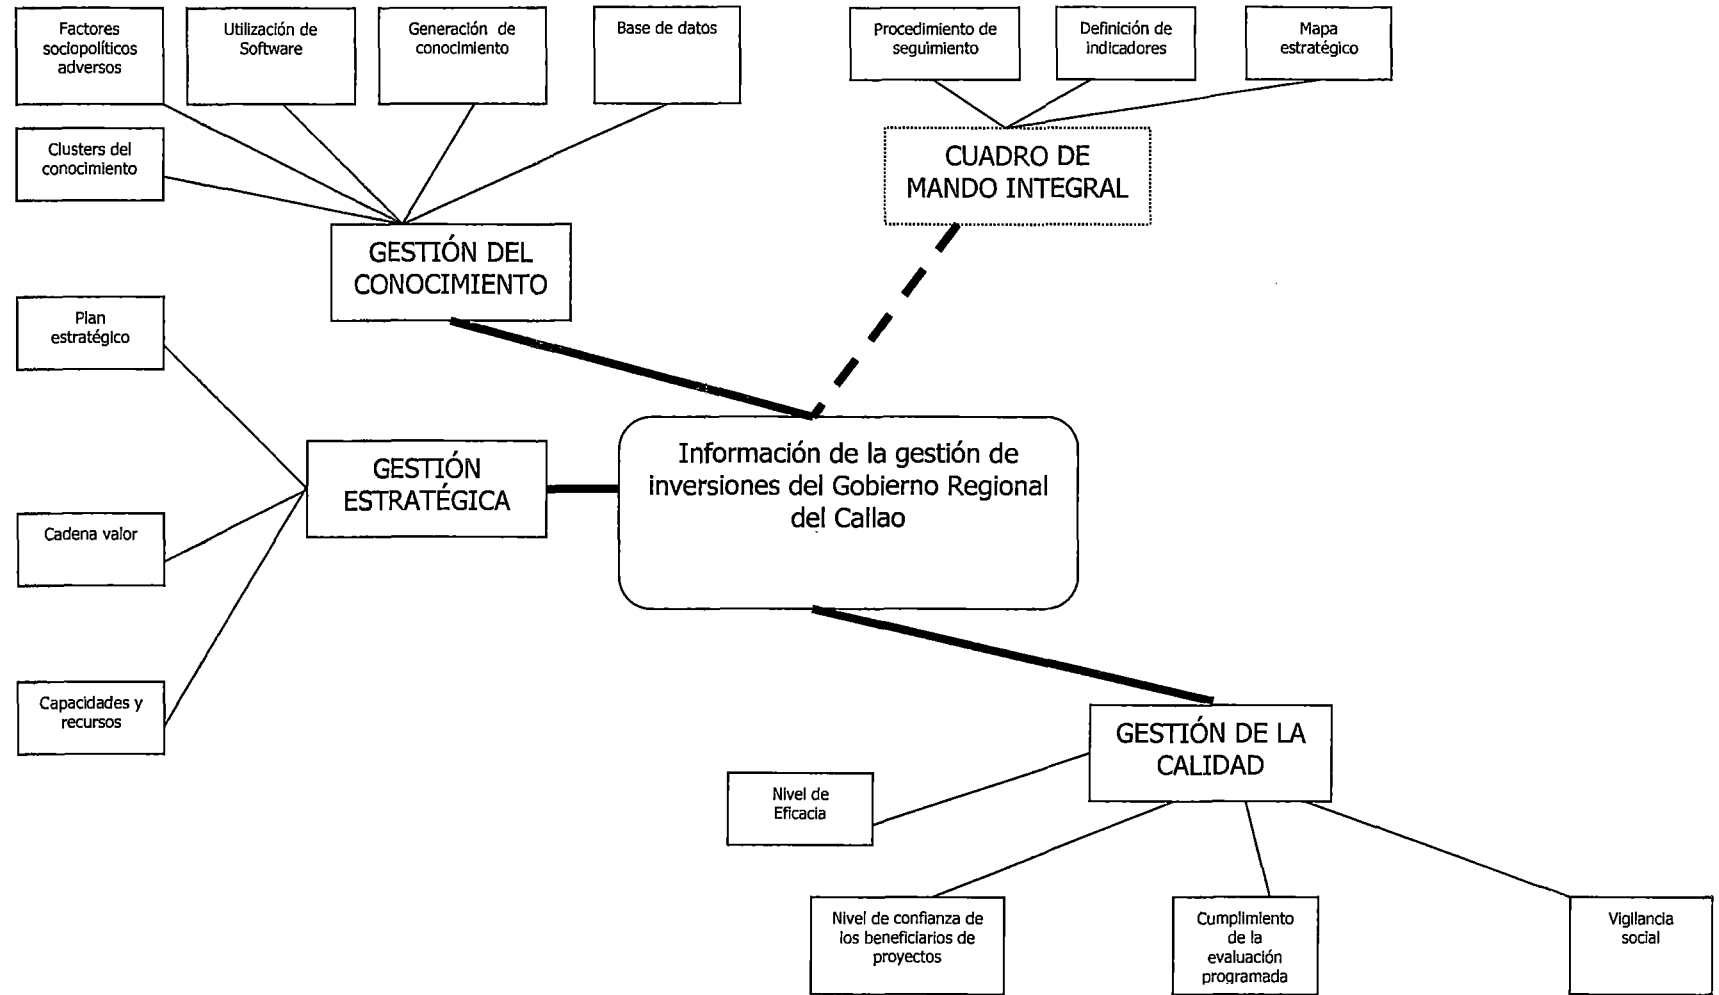 Factores
sociopolíticos
adversos
Utilización de
Software
Generación de
conocimiento
Base de datos
Procedimiento de
seguimiento
Definición de
indicadores
Mapa
estratégico
Clusters del
conocimiento
CUADRO DE
MANDO INTEGRAL
GESTIÓN DEL
CONOCIMIENTO
Plan
estratégico
Información de la gestión de
inversiones del Gobierno Regional
del Callao
GESTIÓN
ESTRATÉGICA
Cadena valor
Capacidades y
recursos
GESTIÓN DE LA
CALIDAD
Nivel de
Eficacia
Nivel de confianza de
los beneficiarios de
proyectos
Cumplimiento
de la
evaluación
programada
Vigilancia
social